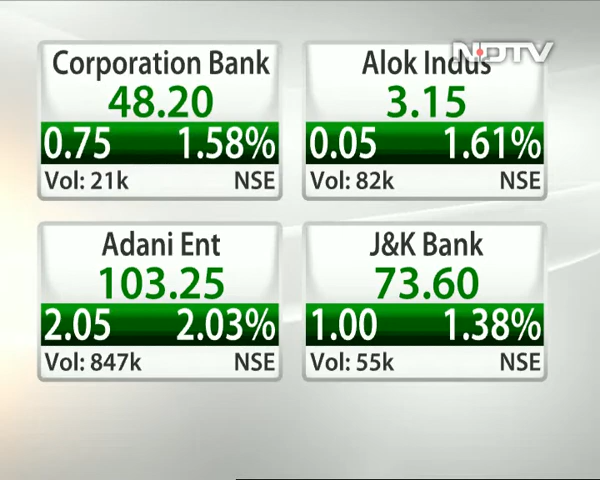 NDTV
Corporation Bank
48.20
0.75 1.58%
Vol: 21k NSE
Alok Indus
3.15
0.05 1.61%
Vol: 82k NSE
Adani Ent
103.25
2.05 2.03%
Vol: 847k NSE
J&K Bank
73.60
1.00 1.38%
Vol: 55k NSE